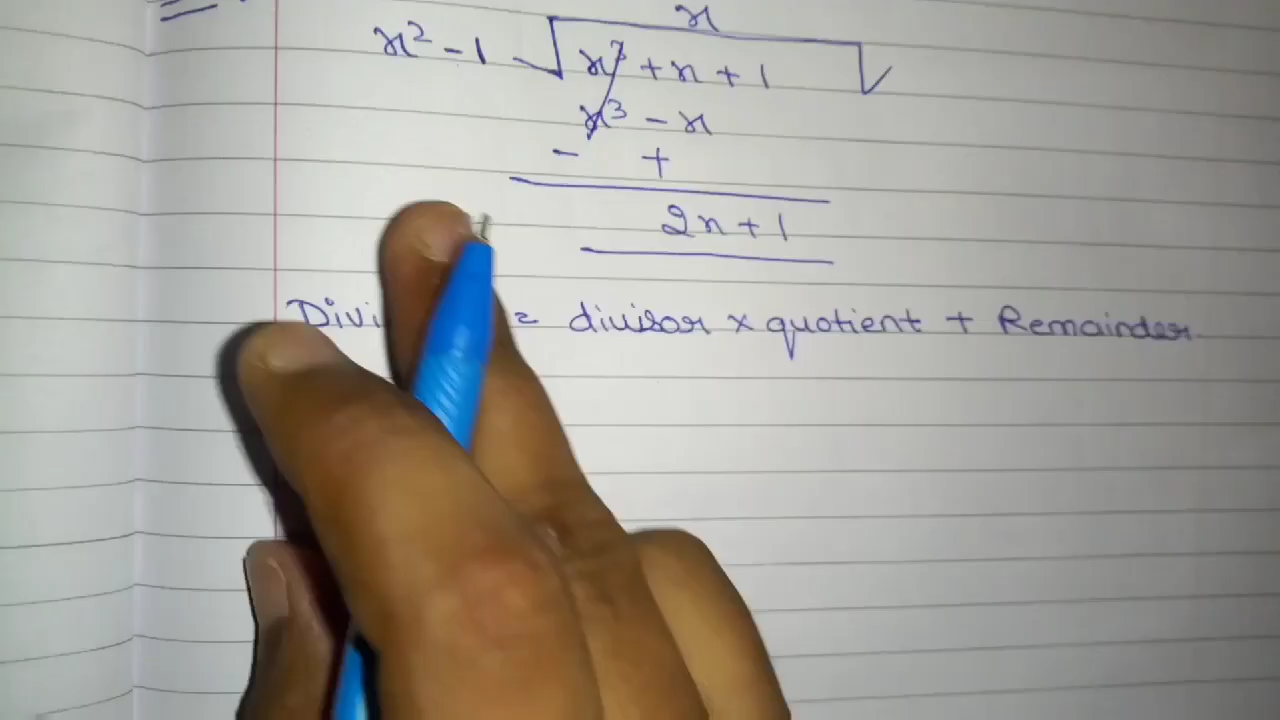 x
x² - 1 √ x³ + x + 1
x³ - x
- +
2x + 1
= divisor × quotient + Remainder